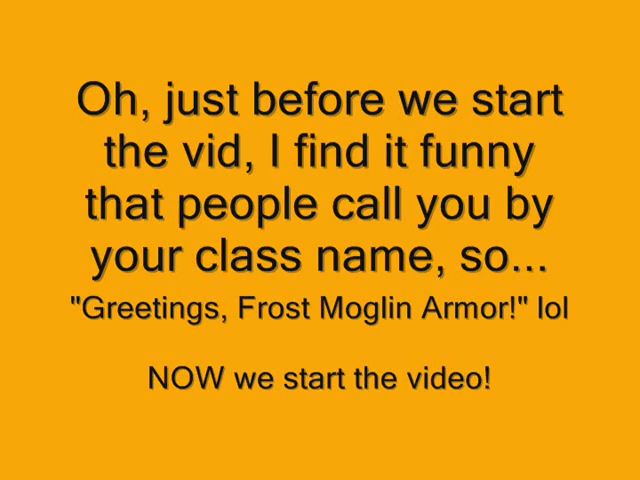 Oh, just before we start
the vid, I find it funny
that people call you by
your class name, so...
"Greetings, Frost Moglin Armor!" lol
NOW we start the video!